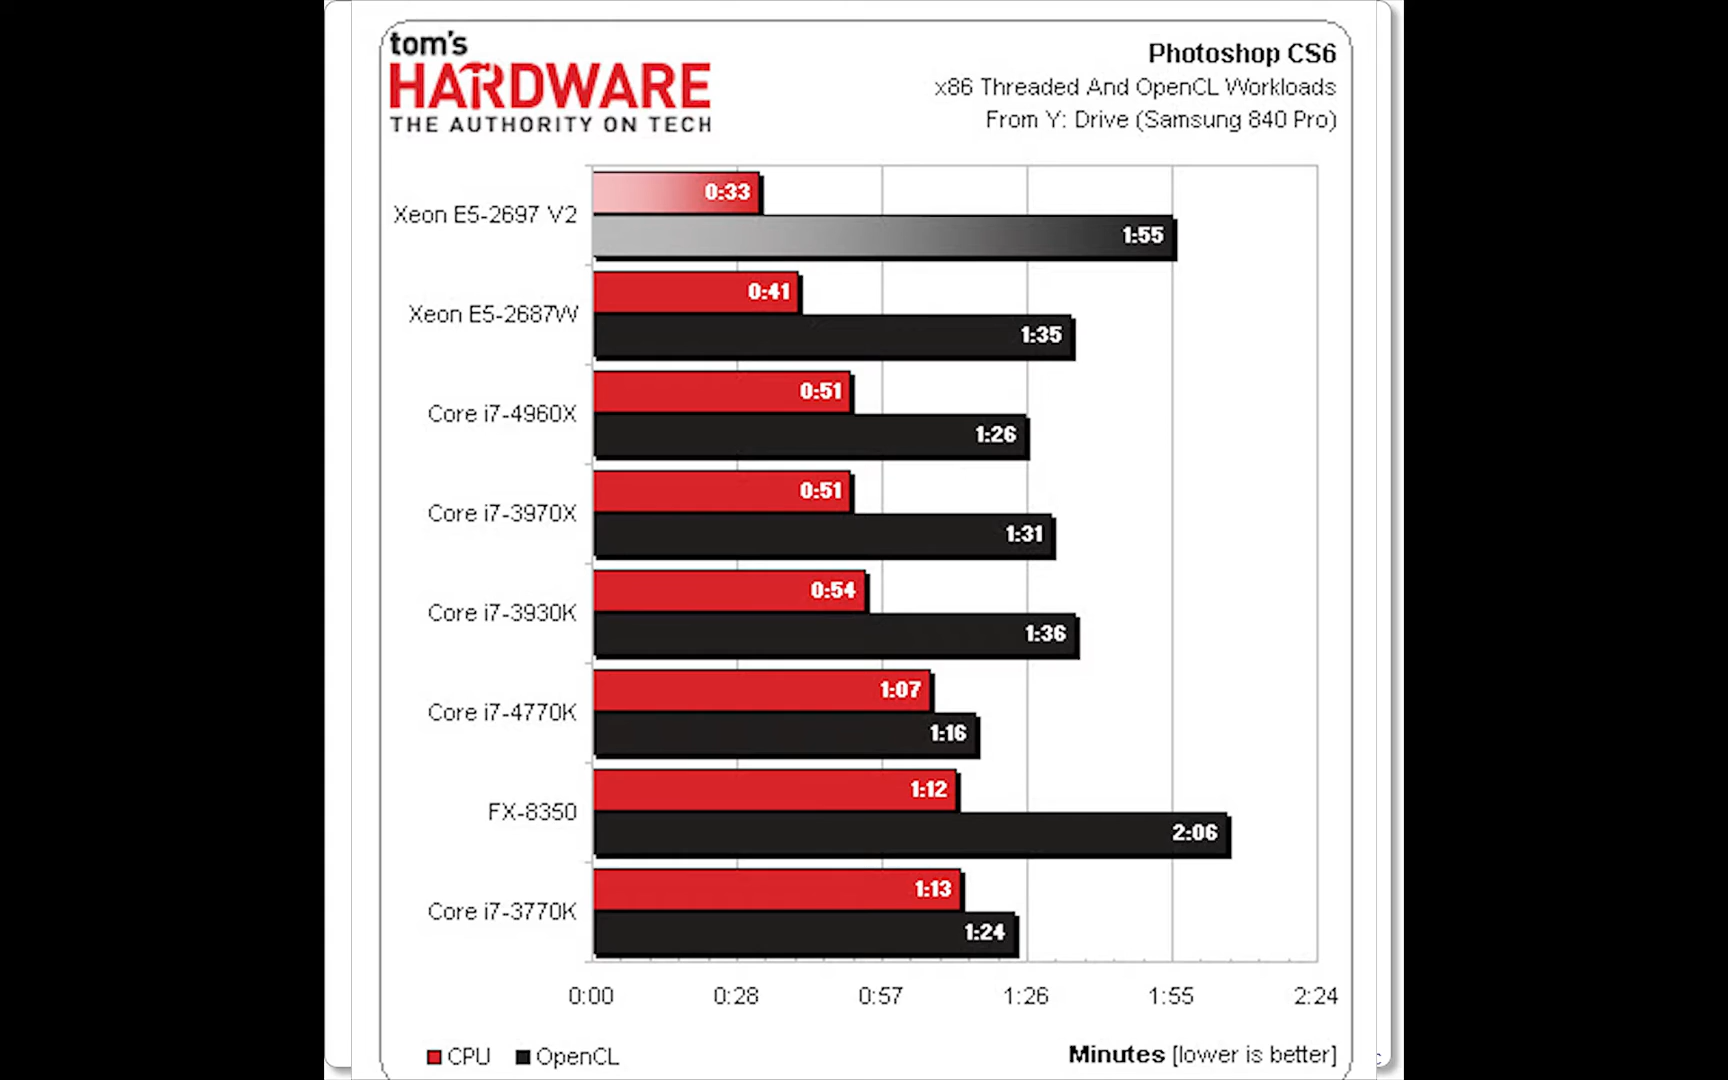 tom's
HARDWARE
THE AUTHORITY ON TECH
Photoshop CS6
x86 Threaded And OpenCL Workloads
From Y: Drive (Samsung 840 Pro)
Xeon E5-2697 V2
0:33
1:55
Xeon E5-2687W
0:41
1:35
Core i7-4960X
0:51
1:26
Core i7-3970X
0:51
1:31
Core i7-3930K
0:54
1:36
Core i7-4770K
1:07
1:16
FX-8350
1:12
2:06
Core i7-3770K
1:13
1:24
0:00 0:28 0:57 1:26 1:55 2:24
CPU OpenCL
Minutes [lower is better]